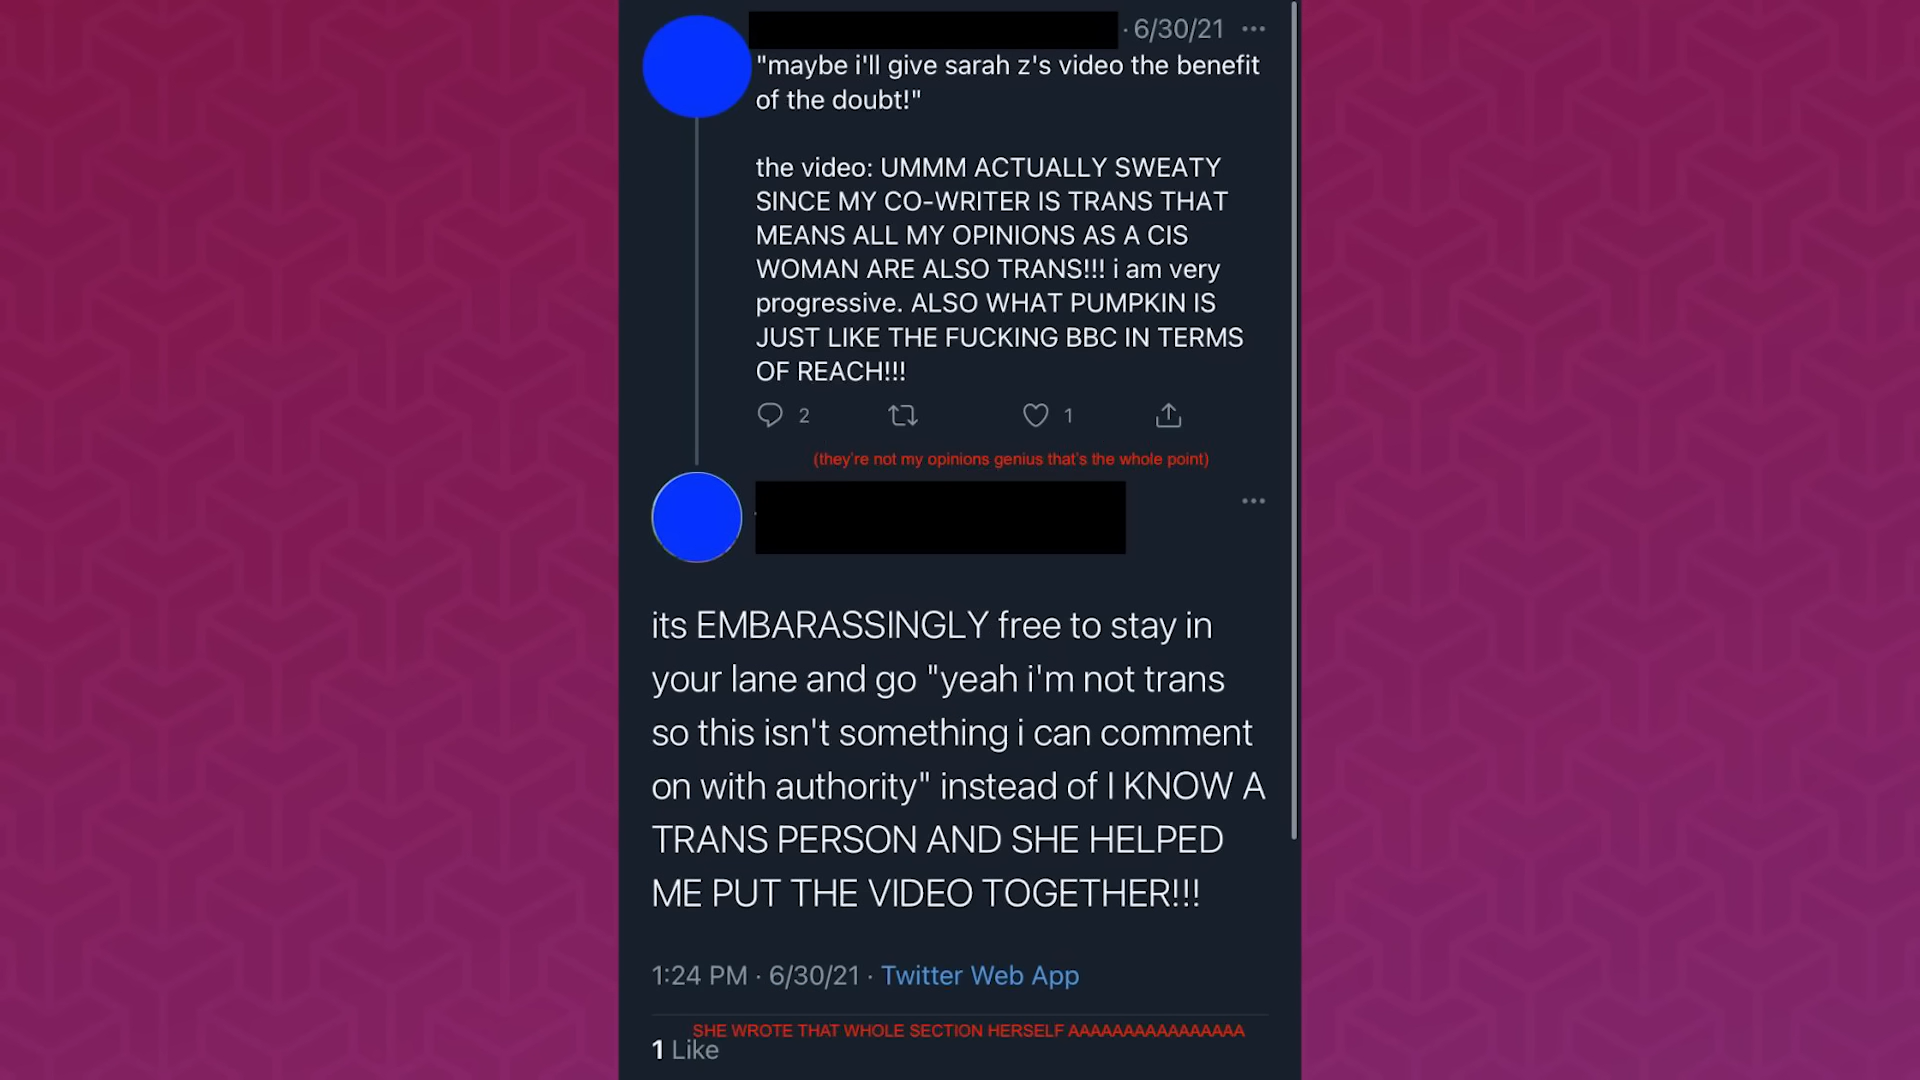 · 6/30/21 ···
"maybe i'll give sarah z's video the benefit
of the doubt!"
the video: UMMM ACTUALLY SWEATY
SINCE MY CO-WRITER IS TRANS THAT
MEANS ALL MY OPINIONS AS A CIS
WOMAN ARE ALSO TRANS!!! i am very
progressive. ALSO WHAT PUMPKIN IS
JUST LIKE THE FUCKING BBC IN TERMS
OF REACH!!!
2 1
(they're not my opinions genius that's the whole point)
···
its EMBARASSINGLY free to stay in
your lane and go "yeah i'm not trans
so this isn't something i can comment
on with authority" instead of I KNOW A
TRANS PERSON AND SHE HELPED
ME PUT THE VIDEO TOGETHER!!!
1:24 PM · 6/30/21 · Twitter Web App
SHE WROTE THAT WHOLE SECTION HERSELF AAAAAAAAAAAAAAAA
1 Like